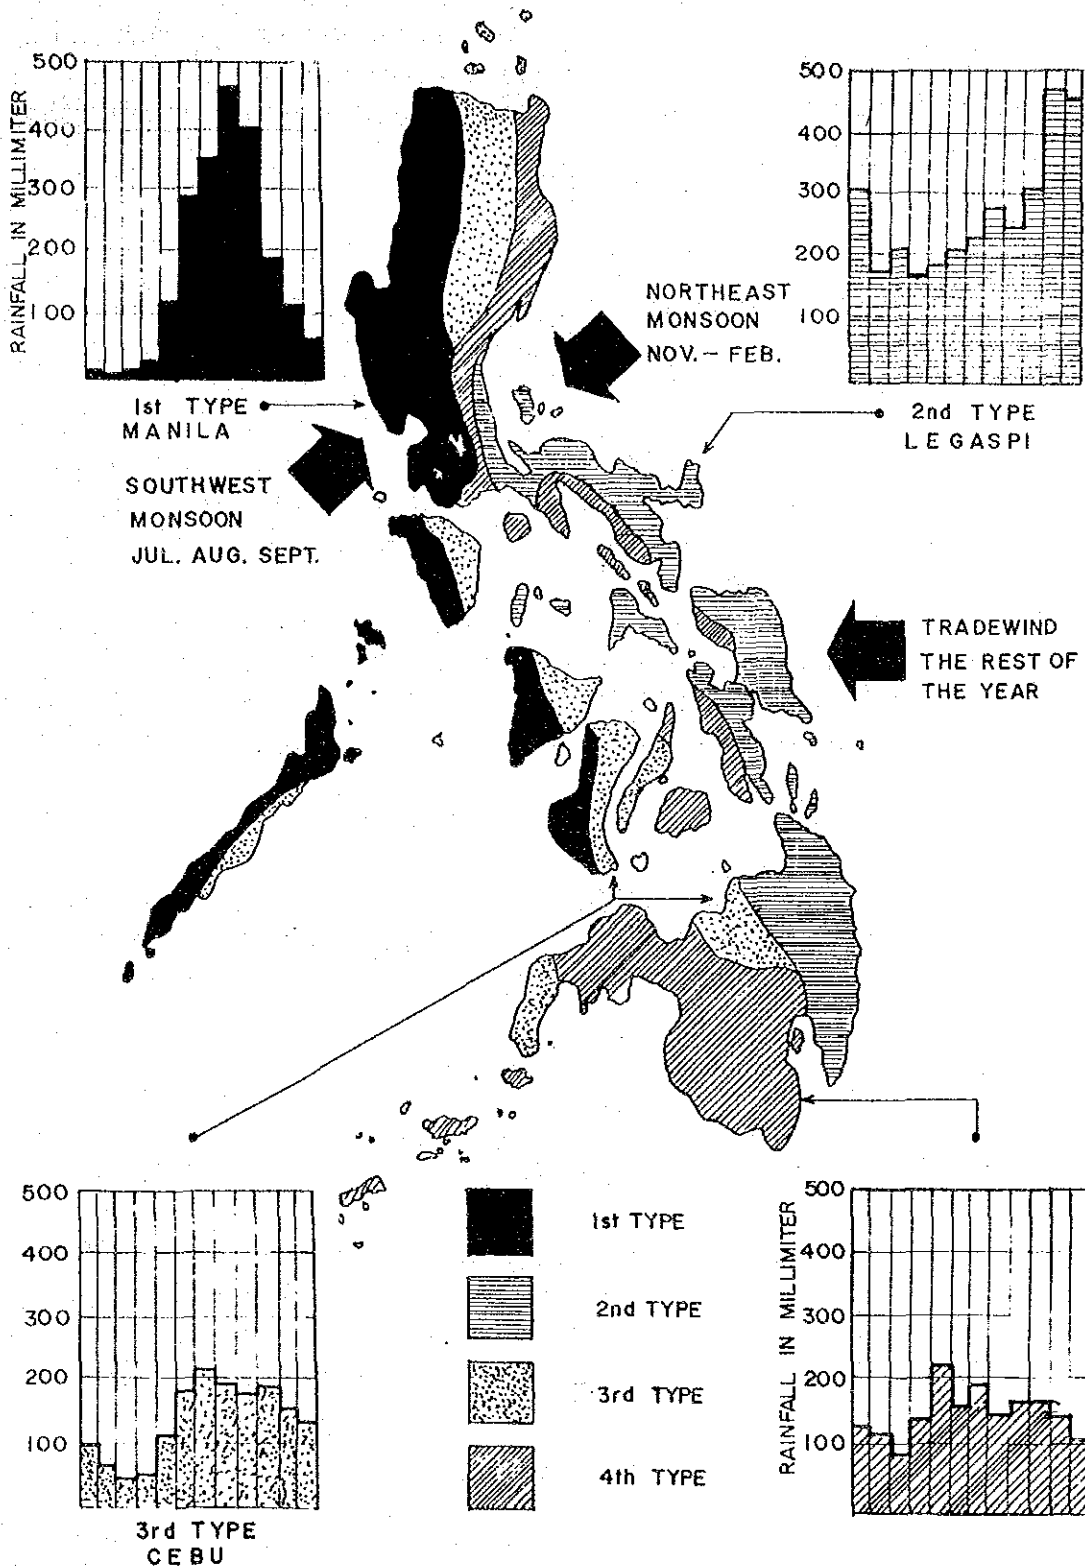 RAINFALL IN MILLIMITER
500
400
300
200
100
1st TYPE
MANILA
SOUTHWEST
MONSOON
JUL. AUG. SEPT.
NORTHEAST
MONSOON
NOV. - FEB.
500
400
300
200
100
2nd TYPE
LEGASPI
TRADEWIND
THE REST OF
THE YEAR
500
400
300
200
100
3rd TYPE
CEBU
1st TYPE
2nd TYPE
3rd TYPE
4th TYPE
RAINFALL IN MILLIMITER
500
400
300
200
100